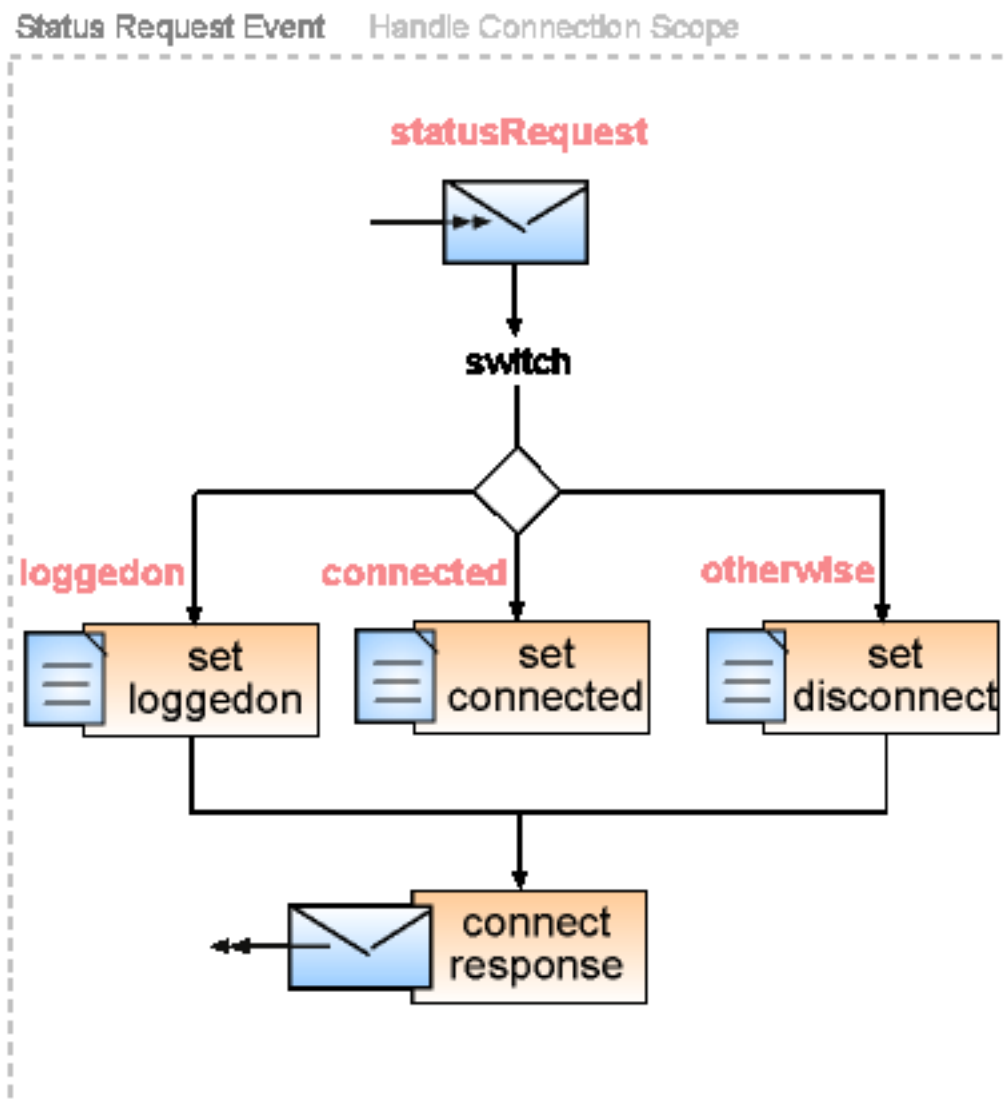 Status Request Event Handle Connection Scope
statusRequest
switch
loggedon connected otherwise
set
loggedon
set
connected
set
disconnect
connect
response